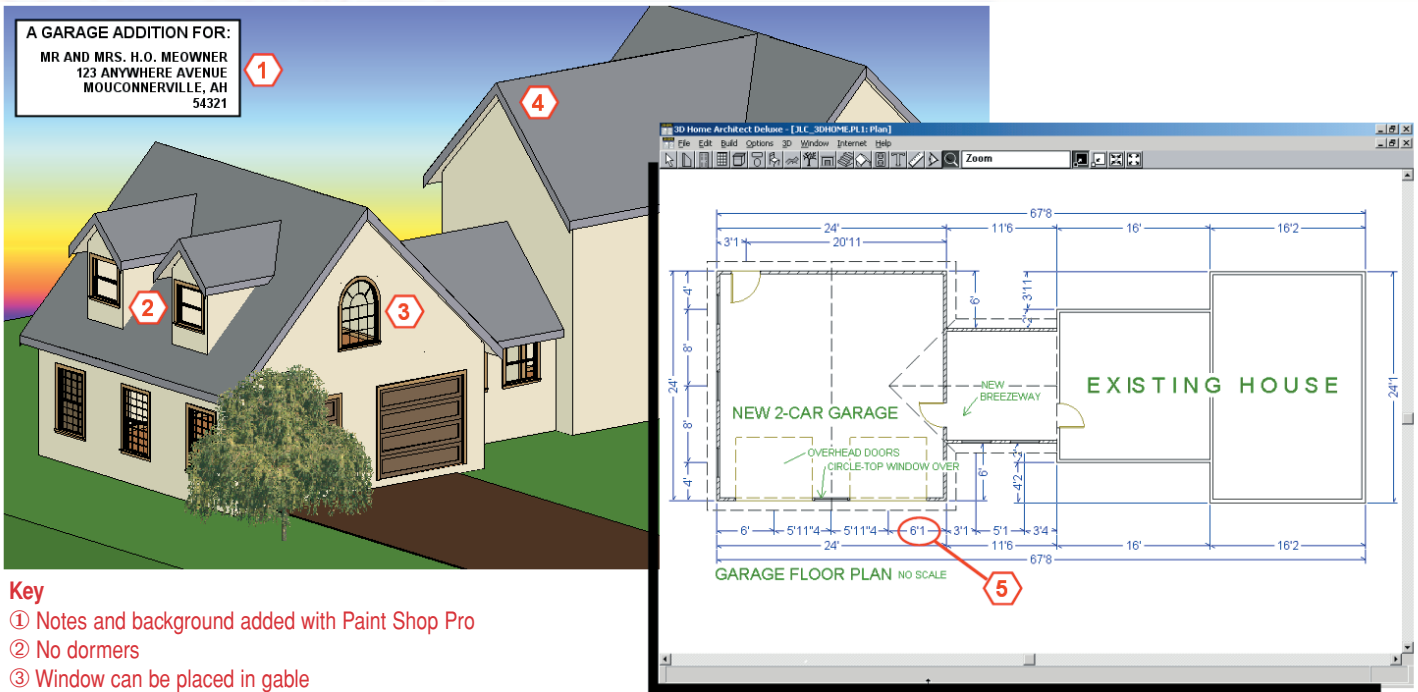 A GARAGE ADDITION FOR:
MR AND MRS. H.O. MEOWNER
123 ANYWHERE AVENUE
MOUCONNERVILLE, AH
54321
1
4
2
3
3D Home Architect Deluxe - [JLC_3DHOME.PL1: Plan]
File Edit Build Options 3D Window Internet Help
Zoom
67'8
24' 11'6 16' 16'2
3'1 20'11
4'
6'
3'11
2'
8'
24'
24'1
EXISTING HOUSE
NEW
BREEZEWAY
NEW 2-CAR GARAGE
8'
OVERHEAD DOORS
CIRCLE-TOP WINDOW OVER
2'
6'
4'2
4'
6' 5'11"4 5'11"4 6'1 3'1 5'1 3'4
24' 11'6 16' 16'2
67'8
GARAGE FLOOR PLAN NO SCALE
5
Key
① Notes and background added with Paint Shop Pro
② No dormers
③ Window can be placed in gable